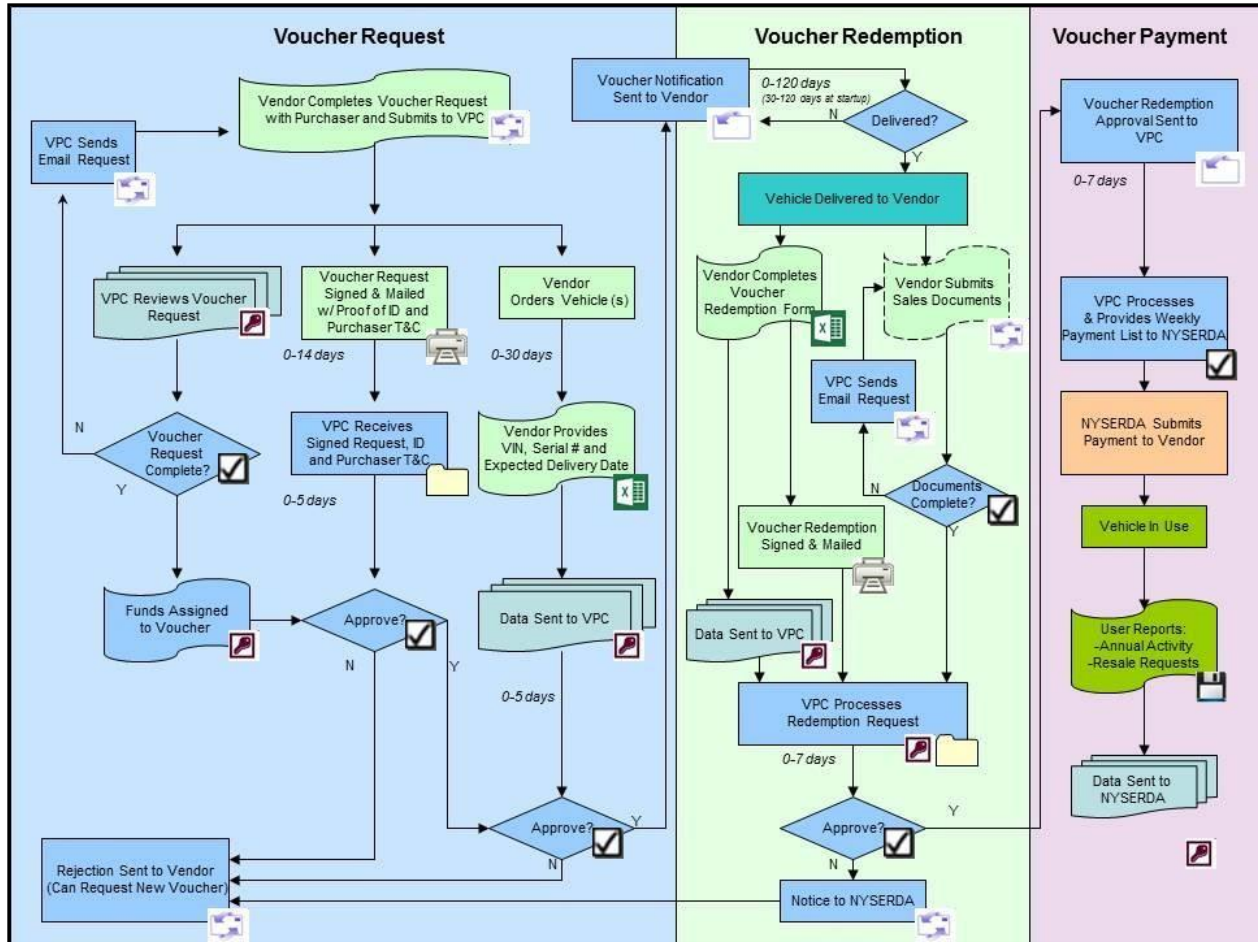 Voucher Request
Voucher Redemption
Voucher Payment
Vendor Completes Voucher Request
with Purchaser and Submits to VPC
VPC Sends
Email Request
VPC Reviews Voucher
Request
Voucher Request
Signed & Mailed
w/ Proof of ID and
Purchaser T&C
Vendor
Orders Vehicle (s)
0-14 days
0-30 days
N
Voucher
Request
Complete?
Y
VPC Receives
Signed Request, ID
and Purchaser T&C
0-5 days
Vendor Provides
VIN, Serial # and
Expected Delivery Date
Funds Assigned
to Voucher
Approve?
N
Y
Data Sent to VPC
0-5 days
Approve?
Y
N
Rejection Sent to Vendor
(Can Request New Voucher)
Voucher Notification
Sent to Vendor
0-120 days
(30-120 days at startup)
N
Delivered?
Y
Vehicle Delivered to Vendor
Vendor Completes
Voucher
Redemption Form
Vendor Submits
Sales Documents
VPC Sends
Email Request
N
Documents
Complete?
Y
Voucher Redemption
Signed & Mailed
Data Sent to VPC
VPC Processes
Redemption Request
0-7 days
Approve?
Y
N
Notice to NYSERDA
Voucher Redemption
Approval Sent to
VPC
0-7 days
VPC Processes
& Provides Weekly
Payment List to NYSERDA
NYSERDA Submits
Payment to Vendor
Vehicle In Use
User Reports:
-Annual Activity
-Resale Requests
Data Sent to
NYSERDA